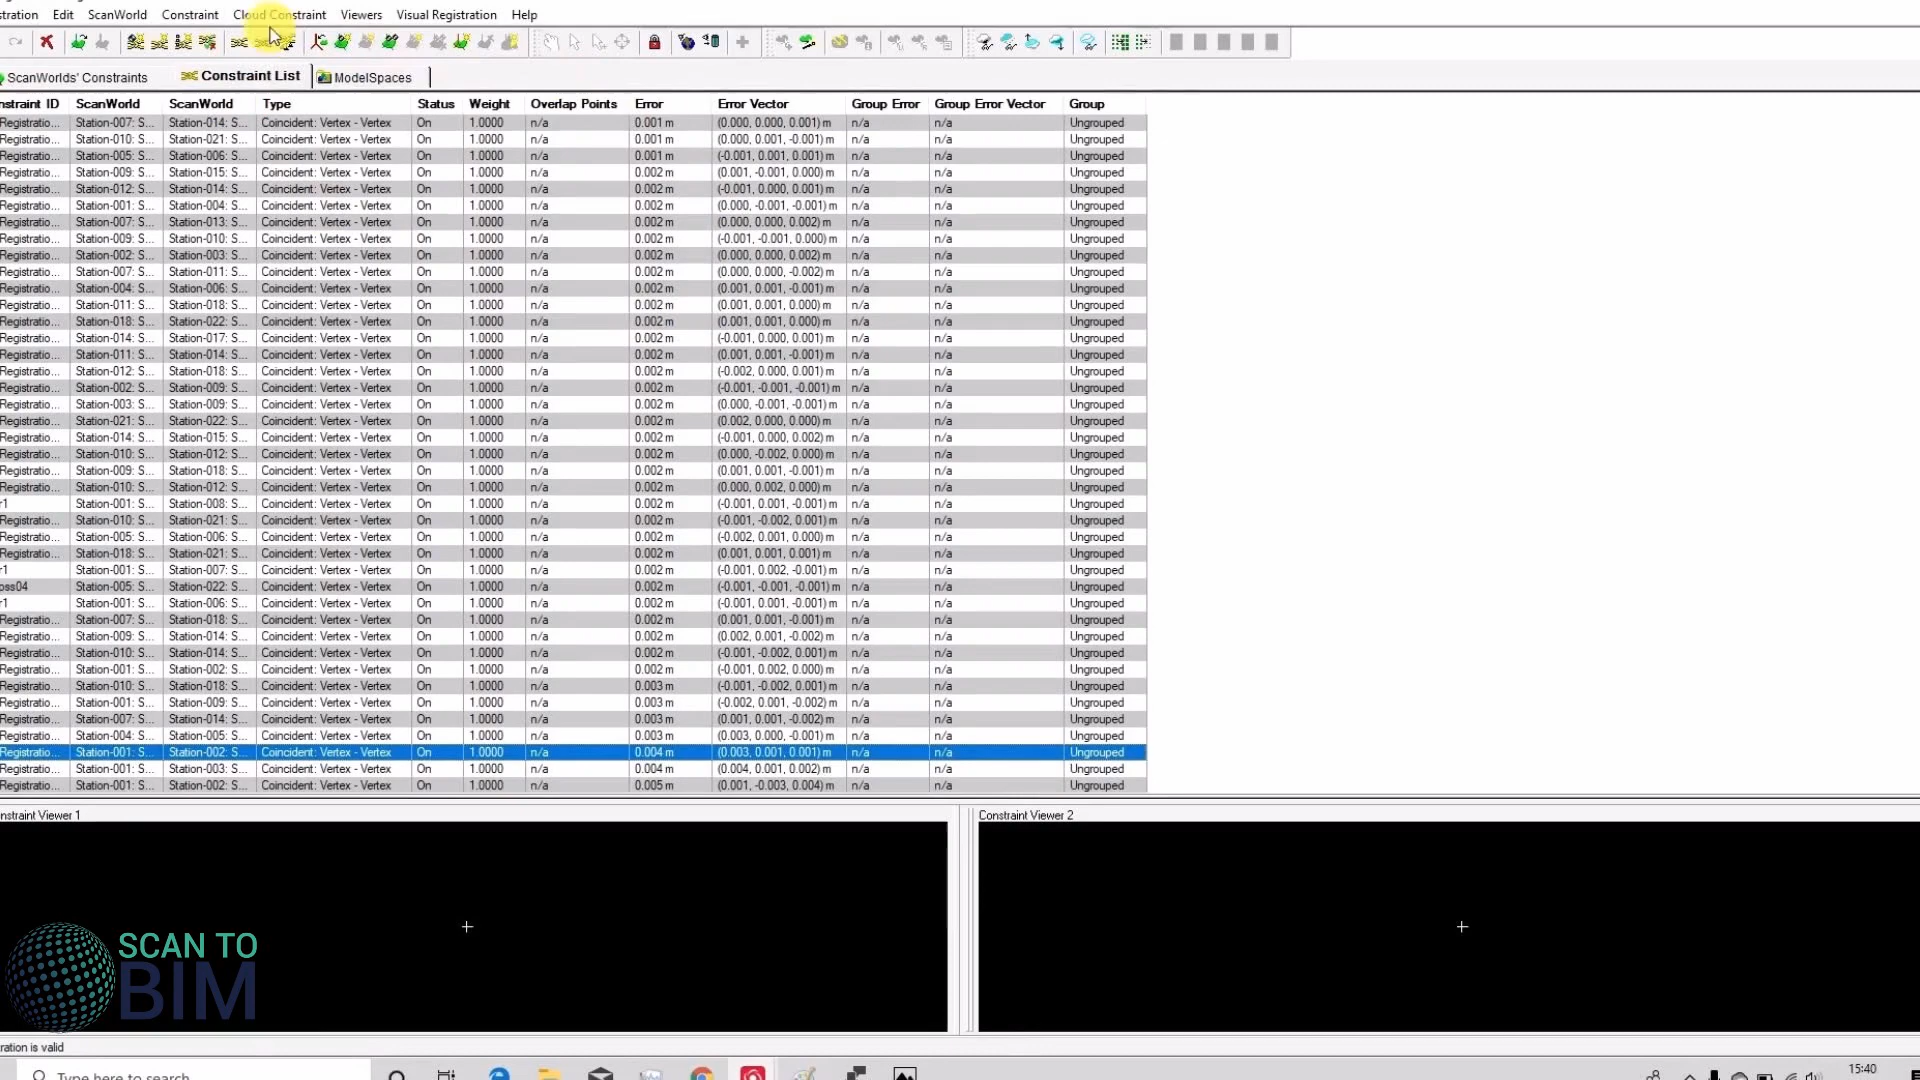 stration Edit ScanWorld Constraint Cloud Constraint Viewers Visual Registration Help
ScanWorlds' Constraints Constraint List ModelSpaces
nstraint ID ScanWorld ScanWorld Type Status Weight Overlap Points Error Error Vector Group Error Group Error Vector Group
Registratio... Station-007: S... Station-014: S... Coincident: Vertex - Vertex On 1.0000 n/a 0.001 m (0.000, 0.000, 0.001) m n/a n/a Ungrouped
Registratio... Station-010: S... Station-021: S... Coincident: Vertex - Vertex On 1.0000 n/a 0.001 m (0.000, 0.001, -0.001) m n/a n/a Ungrouped
Registratio... Station-005: S... Station-006: S... Coincident: Vertex - Vertex On 1.0000 n/a 0.001 m (-0.001, 0.001, 0.001) m n/a n/a Ungrouped
Registratio... Station-009: S... Station-015: S... Coincident: Vertex - Vertex On 1.0000 n/a 0.002 m (0.001, -0.001, 0.000) m n/a n/a Ungrouped
Registratio... Station-012: S... Station-014: S... Coincident: Vertex - Vertex On 1.0000 n/a 0.002 m (-0.001, 0.000, 0.001) m n/a n/a Ungrouped
Registratio... Station-001: S... Station-004: S... Coincident: Vertex - Vertex On 1.0000 n/a 0.002 m (0.000, -0.001, -0.001) m n/a n/a Ungrouped
Registratio... Station-007: S... Station-013: S... Coincident: Vertex - Vertex On 1.0000 n/a 0.002 m (0.000, 0.000, 0.002) m n/a n/a Ungrouped
Registratio... Station-009: S... Station-010: S... Coincident: Vertex - Vertex On 1.0000 n/a 0.002 m (-0.001, -0.001, 0.000) m n/a n/a Ungrouped
Registratio... Station-002: S... Station-003: S... Coincident: Vertex - Vertex On 1.0000 n/a 0.002 m (0.000, 0.000, 0.002) m n/a n/a Ungrouped
Registratio... Station-007: S... Station-011: S... Coincident: Vertex - Vertex On 1.0000 n/a 0.002 m (0.000, 0.000, -0.002) m n/a n/a Ungrouped
Registratio... Station-004: S... Station-006: S... Coincident: Vertex - Vertex On 1.0000 n/a 0.002 m (0.001, 0.001, -0.001) m n/a n/a Ungrouped
Registratio... Station-011: S... Station-018: S... Coincident: Vertex - Vertex On 1.0000 n/a 0.002 m (0.001, 0.001, 0.000) m n/a n/a Ungrouped
Registratio... Station-018: S... Station-022: S... Coincident: Vertex - Vertex On 1.0000 n/a 0.002 m (0.001, 0.001, 0.000) m n/a n/a Ungrouped
Registratio... Station-014: S... Station-017: S... Coincident: Vertex - Vertex On 1.0000 n/a 0.002 m (-0.001, 0.000, 0.001) m n/a n/a Ungrouped
Registratio... Station-011: S... Station-014: S... Coincident: Vertex - Vertex On 1.0000 n/a 0.002 m (0.001, 0.001, -0.001) m n/a n/a Ungrouped
Registratio... Station-012: S... Station-018: S... Coincident: Vertex - Vertex On 1.0000 n/a 0.002 m (-0.002, 0.000, 0.001) m n/a n/a Ungrouped
Registratio... Station-002: S... Station-009: S... Coincident: Vertex - Vertex On 1.0000 n/a 0.002 m (-0.001, -0.001, -0.001) m n/a n/a Ungrouped
Registratio... Station-003: S... Station-009: S... Coincident: Vertex - Vertex On 1.0000 n/a 0.002 m (0.000, -0.001, -0.001) m n/a n/a Ungrouped
Registratio... Station-021: S... Station-022: S... Coincident: Vertex - Vertex On 1.0000 n/a 0.002 m (0.002, 0.000, 0.000) m n/a n/a Ungrouped
Registratio... Station-014: S... Station-015: S... Coincident: Vertex - Vertex On 1.0000 n/a 0.002 m (-0.001, 0.000, 0.002) m n/a n/a Ungrouped
Registratio... Station-010: S... Station-012: S... Coincident: Vertex - Vertex On 1.0000 n/a 0.002 m (0.000, -0.002, 0.000) m n/a n/a Ungrouped
Registratio... Station-009: S... Station-018: S... Coincident: Vertex - Vertex On 1.0000 n/a 0.002 m (0.001, 0.001, -0.001) m n/a n/a Ungrouped
Registratio... Station-010: S... Station-012: S... Coincident: Vertex - Vertex On 1.0000 n/a 0.002 m (0.000, 0.002, 0.000) m n/a n/a Ungrouped
r1 Station-001: S... Station-008: S... Coincident: Vertex - Vertex On 1.0000 n/a 0.002 m (-0.001, 0.001, -0.001) m n/a n/a Ungrouped
Registratio... Station-010: S... Station-021: S... Coincident: Vertex - Vertex On 1.0000 n/a 0.002 m (-0.001, -0.002, 0.001) m n/a n/a Ungrouped
Registratio... Station-005: S... Station-006: S... Coincident: Vertex - Vertex On 1.0000 n/a 0.002 m (-0.002, 0.001, 0.000) m n/a n/a Ungrouped
Registratio... Station-018: S... Station-021: S... Coincident: Vertex - Vertex On 1.0000 n/a 0.002 m (0.001, 0.001, 0.001) m n/a n/a Ungrouped
r1 Station-001: S... Station-007: S... Coincident: Vertex - Vertex On 1.0000 n/a 0.002 m (-0.001, 0.002, -0.001) m n/a n/a Ungrouped
oss04 Station-005: S... Station-022: S... Coincident: Vertex - Vertex On 1.0000 n/a 0.002 m (-0.001, -0.001, -0.001) m n/a n/a Ungrouped
r1 Station-001: S... Station-006: S... Coincident: Vertex - Vertex On 1.0000 n/a 0.002 m (-0.001, 0.001, -0.001) m n/a n/a Ungrouped
Registratio... Station-007: S... Station-018: S... Coincident: Vertex - Vertex On 1.0000 n/a 0.002 m (0.001, 0.001, -0.001) m n/a n/a Ungrouped
Registratio... Station-009: S... Station-014: S... Coincident: Vertex - Vertex On 1.0000 n/a 0.002 m (0.002, 0.001, -0.002) m n/a n/a Ungrouped
Registratio... Station-010: S... Station-014: S... Coincident: Vertex - Vertex On 1.0000 n/a 0.002 m (-0.001, -0.002, 0.001) m n/a n/a Ungrouped
Registratio... Station-001: S... Station-002: S... Coincident: Vertex - Vertex On 1.0000 n/a 0.002 m (-0.001, 0.002, 0.000) m n/a n/a Ungrouped
Registratio... Station-010: S... Station-018: S... Coincident: Vertex - Vertex On 1.0000 n/a 0.003 m (-0.001, -0.002, 0.001) m n/a n/a Ungrouped
Registratio... Station-001: S... Station-009: S... Coincident: Vertex - Vertex On 1.0000 n/a 0.003 m (-0.002, 0.001, -0.002) m n/a n/a Ungrouped
Registratio... Station-007: S... Station-014: S... Coincident: Vertex - Vertex On 1.0000 n/a 0.003 m (0.001, 0.001, -0.002) m n/a n/a Ungrouped
Registratio... Station-004: S... Station-005: S... Coincident: Vertex - Vertex On 1.0000 n/a 0.003 m (0.003, 0.000, -0.001) m n/a n/a Ungrouped
Registratio... Station-001: S... Station-002: S... Coincident: Vertex - Vertex On 1.0000 n/a 0.004 m (0.003, 0.001, 0.001) m n/a n/a Ungrouped
Registratio... Station-001: S... Station-003: S... Coincident: Vertex - Vertex On 1.0000 n/a 0.004 m (0.004, 0.001, 0.002) m n/a n/a Ungrouped
Registratio... Station-001: S... Station-002: S... Coincident: Vertex - Vertex On 1.0000 n/a 0.005 m (0.001, -0.003, 0.004) m n/a n/a Ungrouped
nstraint Viewer 1 Constraint Viewer 2
SCAN TO
BIM
ration is valid
Type here to search
15:40